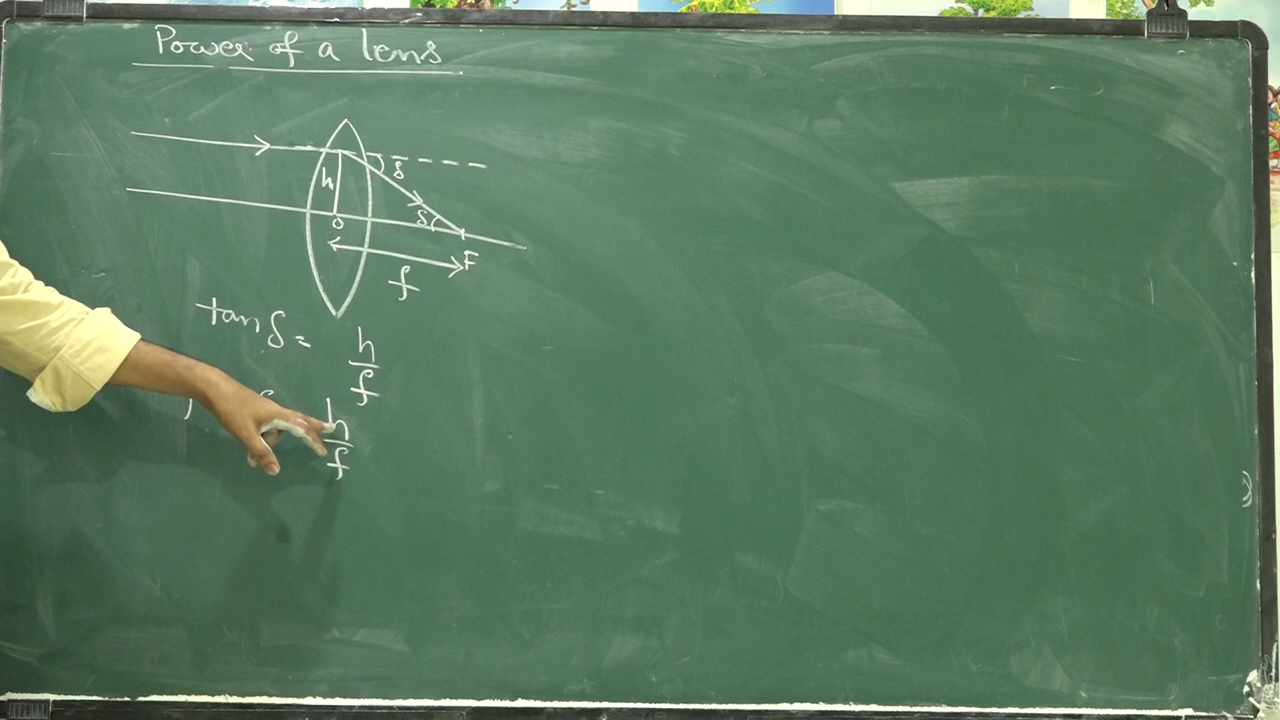 Power of a lens
δ
h
δ
o
F
f
tan δ = h/f
h/f